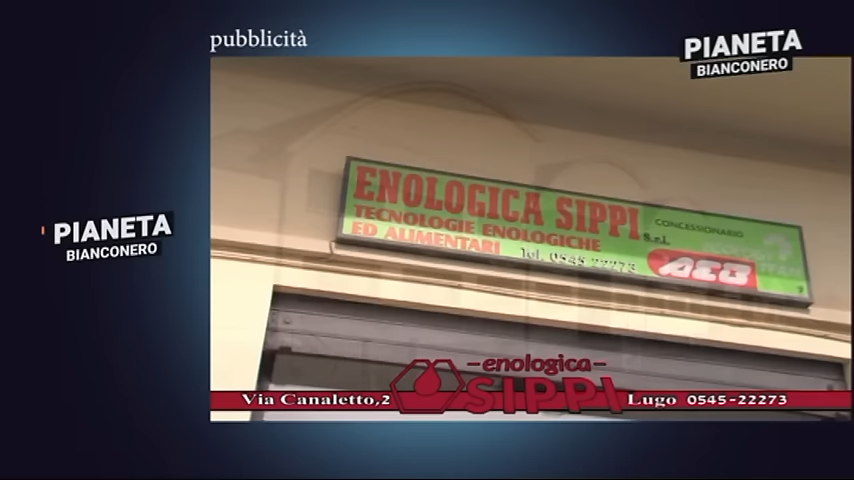 pubblicità
PIANETA
BIANCONERO
ENOLOGICA SIPPI S.r.l.
TECNOLOGIE ENOLOGICHE
ED ALIMENTARI
Tel. 0545 22273
CONCESSIONARIO
AEB
PIANETA
BIANCONERO
enologica
SIPPI
Via Canaletto,2
Lugo 0545-22273